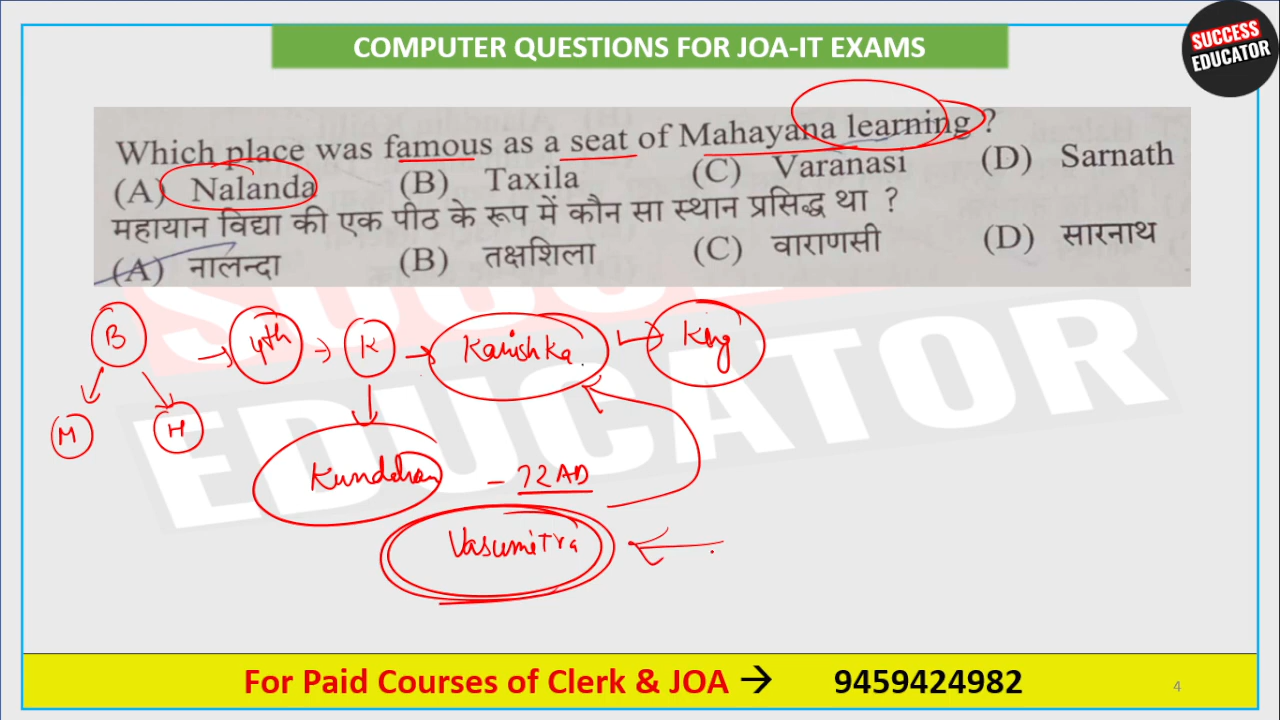 COMPUTER QUESTIONS FOR JOA-IT EXAMS
SUCCESS
EDUCATOR
Which place was famous as a seat of Mahayana learning ?
(A) Nalanda (B) Taxila (C) Varanasi (D) Sarnath
महायान विद्या की एक पीठ के रूप में कौन सा स्थान प्रसिद्ध था ?
(A) नालन्दा (B) तक्षशिला (C) वाराणसी (D) सारनाथ
B 4th K Kanishka King
M H
- 72 AD
Vasumitra
EDUCATOR
For Paid Courses of Clerk & JOA → 9459424982
4